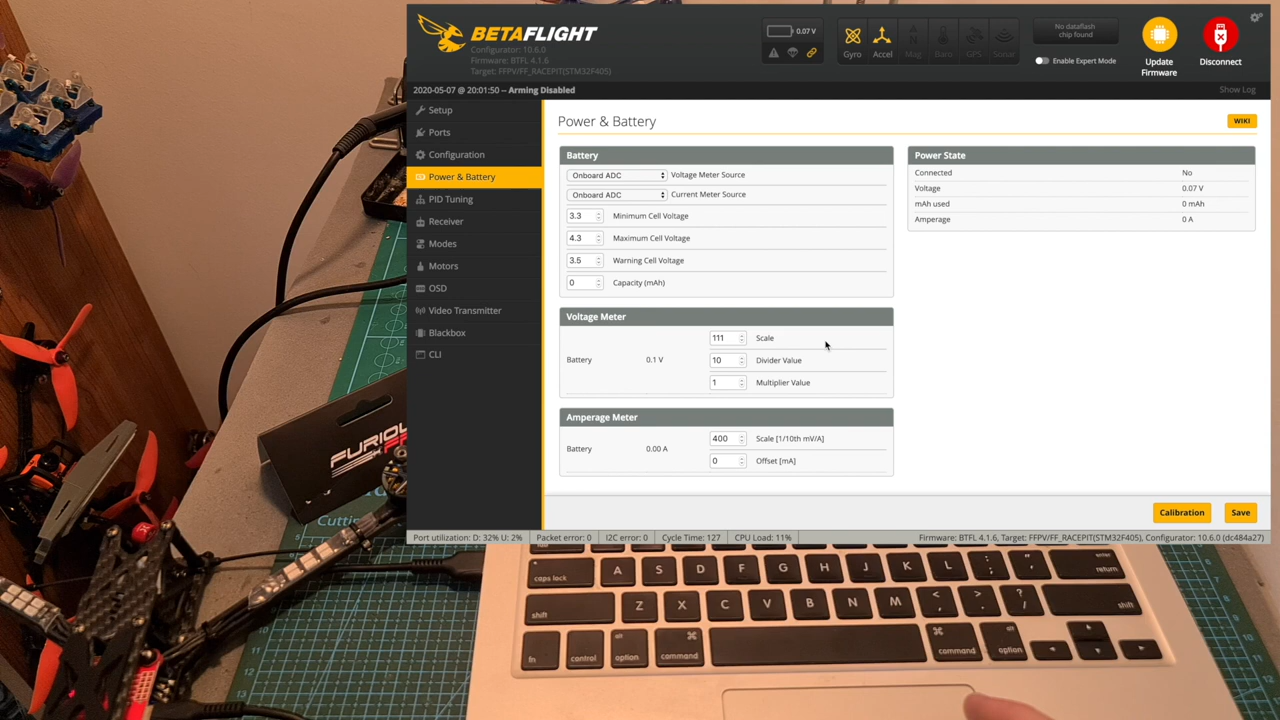 BETAFLIGHT
Configurator: 10.6.0
Firmware: BTFL 4.1.6
Target: FFPV/FF_RACEPIT(STM32F405)
0.07 V
Gyro
Accel
Mag
Baro
GPS
Sonar
No dataflash
chip found
Enable Expert Mode
Update
Firmware
Disconnect
2020-05-07 @ 20:01:50 -- Arming Disabled
Show Log
Setup
Ports
Configuration
Power & Battery
PID Tuning
Receiver
Modes
Motors
OSD
Video Transmitter
Blackbox
CLI
Power & Battery
WIKI
Battery
Onboard ADC Voltage Meter Source
Onboard ADC Current Meter Source
3.3 Minimum Cell Voltage
4.3 Maximum Cell Voltage
3.5 Warning Cell Voltage
0 Capacity (mAh)
Power State
Connected No
Voltage 0.07 V
mAh used 0 mAh
Amperage 0 A
Voltage Meter
Battery 0.1 V
111 Scale
10 Divider Value
1 Multiplier Value
Amperage Meter
Battery 0.00 A
400 Scale [1/10th mV/A]
0 Offset [mA]
Calibration
Save
Port utilization: D: 32% U: 2%
Packet error: 0
I2C error: 0
Cycle Time: 127
CPU Load: 11%
Firmware: BTFL 4.1.6, Target: FFPV/FF_RACEPIT(STM32F405), Configurator: 10.6.0 (dc484a27)
FURIOUS
caps lock A S D F G H J K L : ; " ' enter return
shift Z X C V B N M < , > . ? / shift
fn control alt option ⌘ command ⌘ command alt option